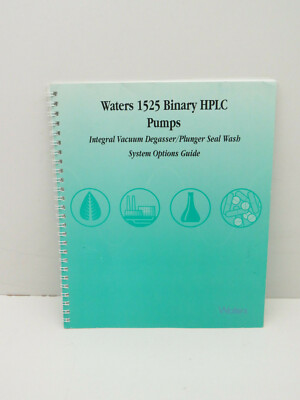 Waters 1525 Binary HPLC
Pumps
Integral Vacuum Degasser/Plunger Seal Wash
System Options Guide